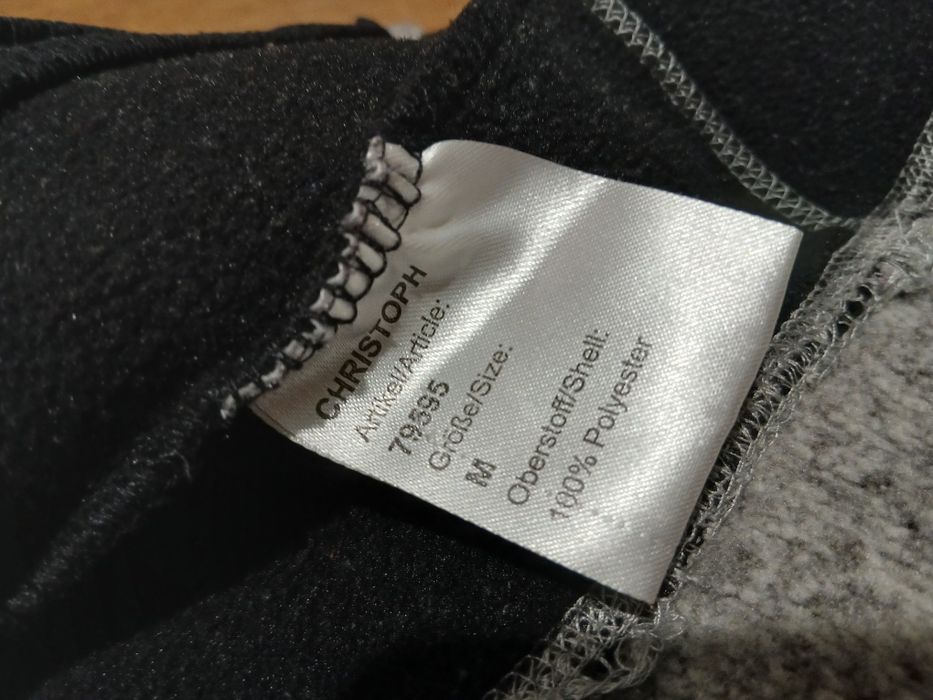 CHRISTOPH
Artikel/Article:
79595
Größe/Size:
M
Oberstoff/Shell:
100% Polyester